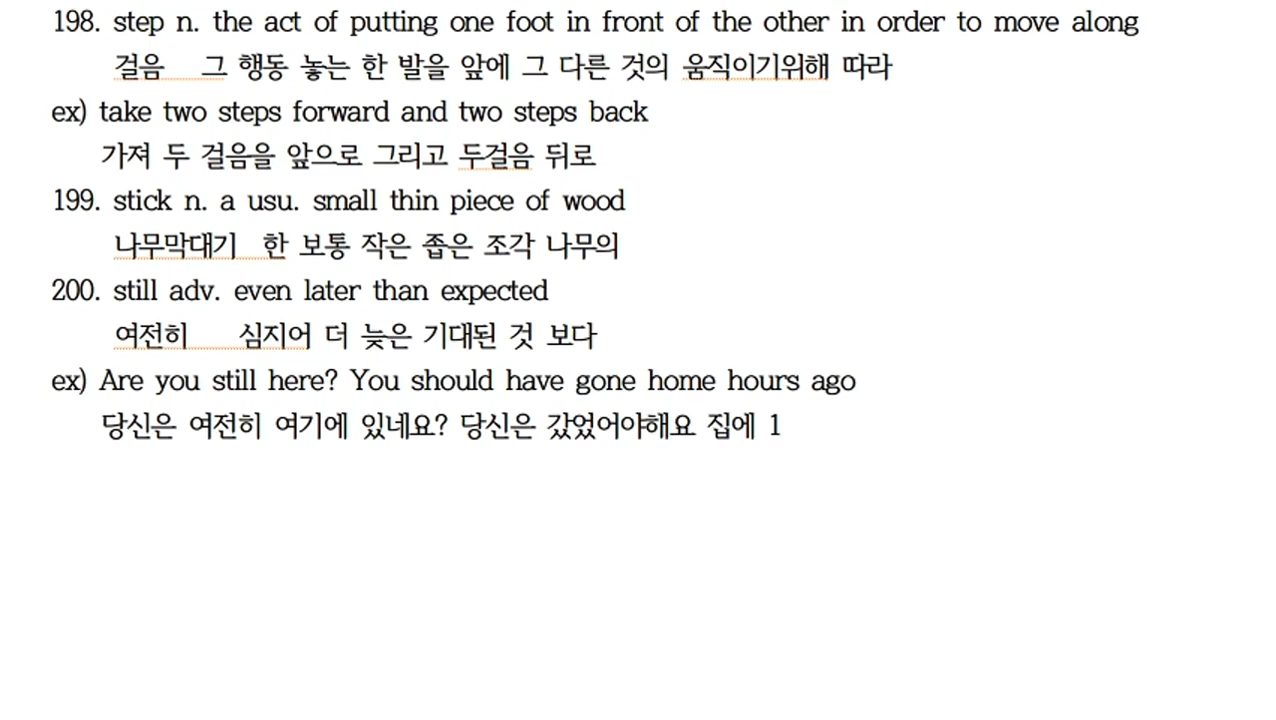 198. step n. the act of putting one foot in front of the other in order to move along
걸음 그 행동 놓는 한 발을 앞에 그 다른 것의 움직이기위해 따라
ex) take two steps forward and two steps back
가져 두 걸음을 앞으로 그리고 두걸음 뒤로
199. stick n. a usu. small thin piece of wood
나무막대기 한 보통 작은 좁은 조각 나무의
200. still adv. even later than expected
여전히 심지어 더 늦은 기대된 것 보다
ex) Are you still here? You should have gone home hours ago
당신은 여전히 여기에 있네요? 당신은 갔었어야해요 집에 1